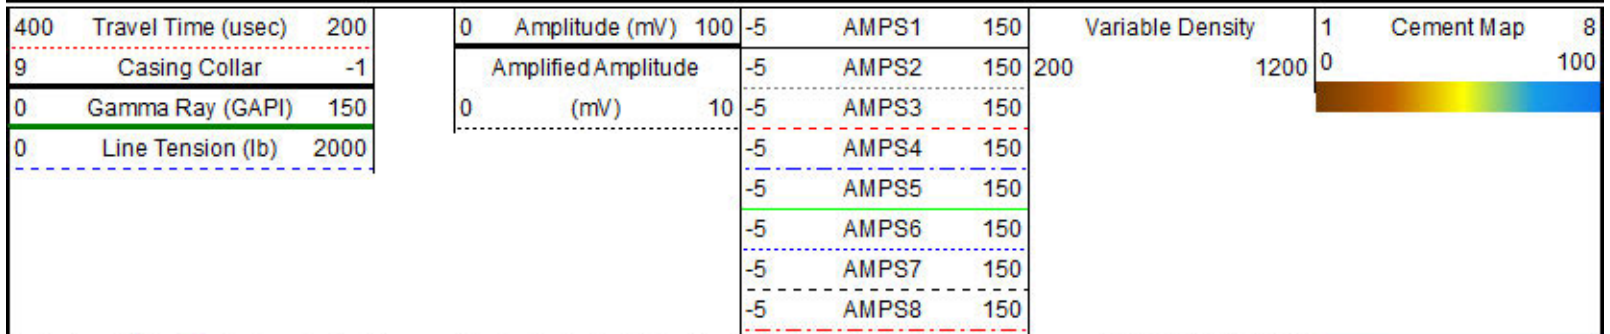 400 Travel Time (usec) 200 0 Amplitude (mV) 100 -5 AMPS1 150 Variable Density 1 Cement Map 8
9 Casing Collar -1 Amplified Amplitude -5 AMPS2 150 200 1200 0 100
0 Gamma Ray (GAPI) 150 0 (mV) 10 -5 AMPS3 150
0 Line Tension (lb) 2000 -5 AMPS4 150
-5 AMPS5 150
-5 AMPS6 150
-5 AMPS7 150
-5 AMPS8 150